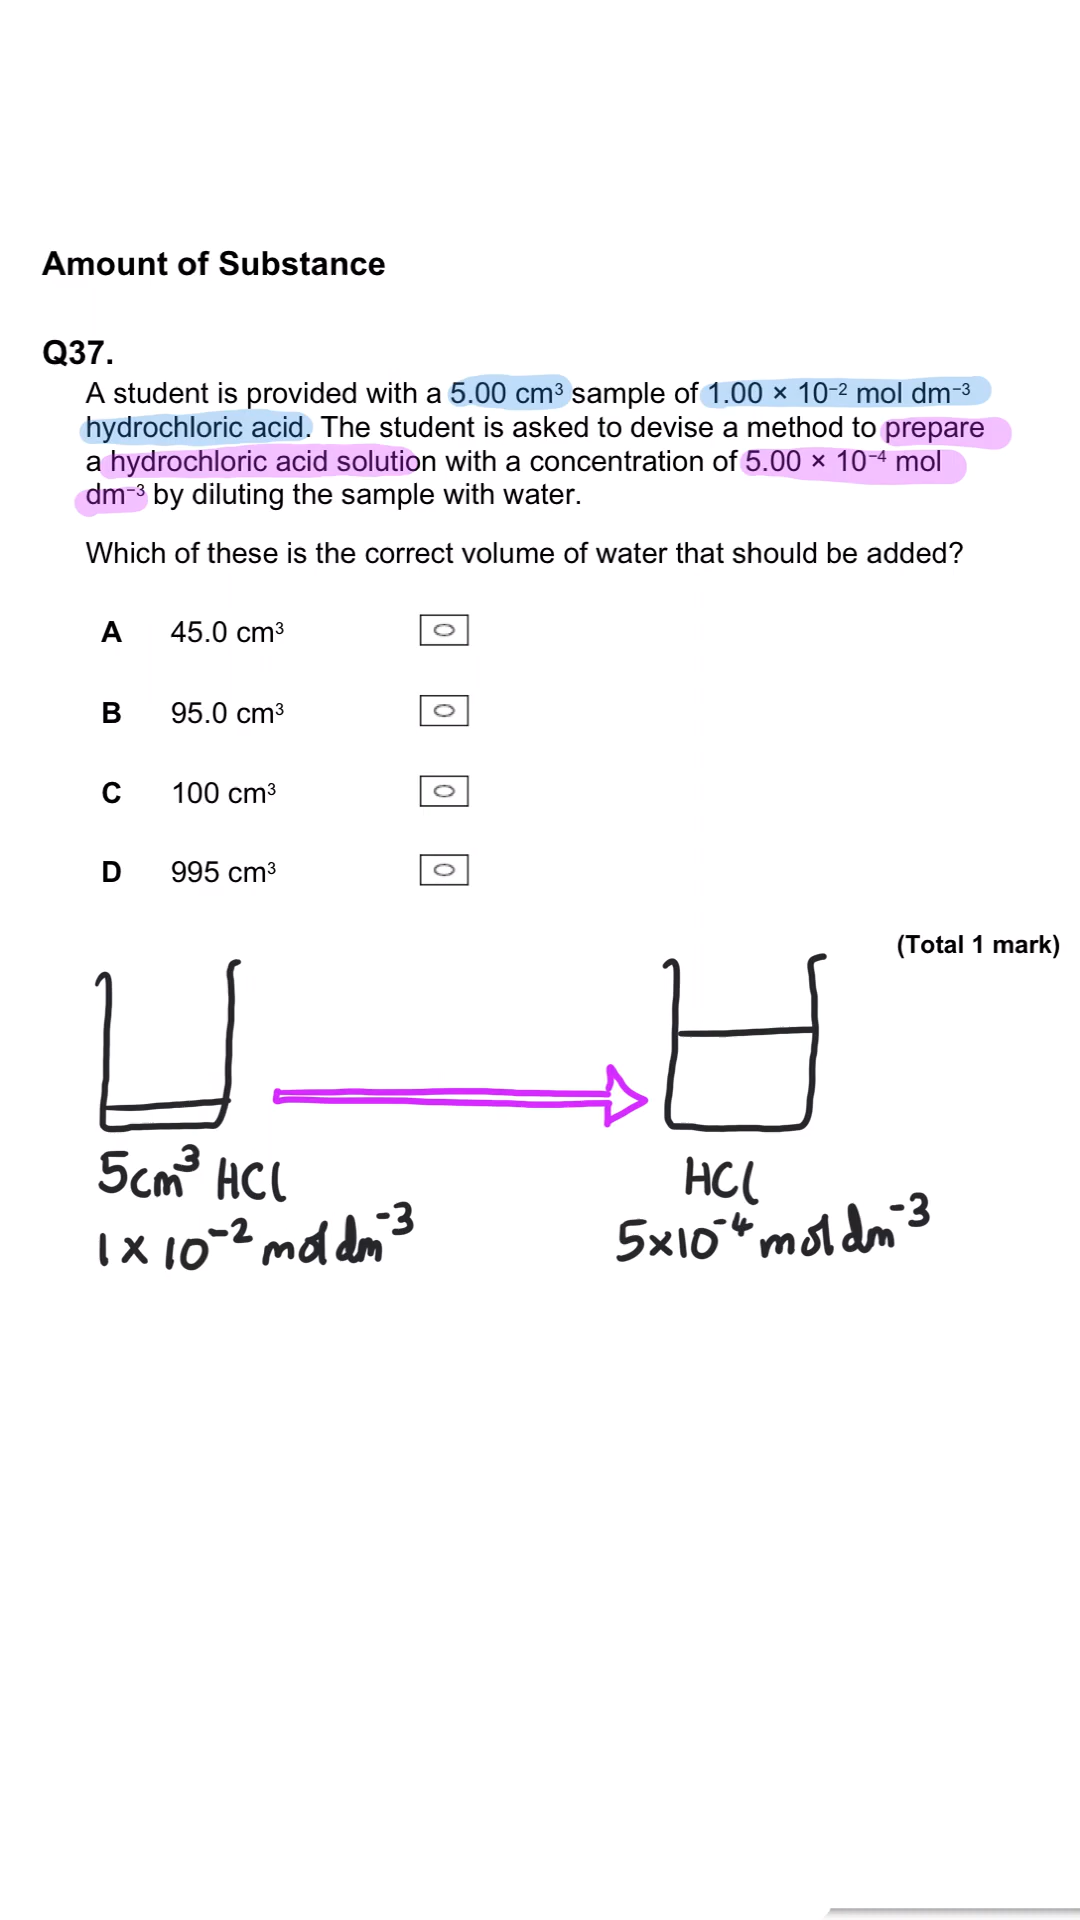 Amount of Substance
Q37.
A student is provided with a 5.00 cm³ sample of 1.00 × 10⁻² mol dm⁻³
hydrochloric acid. The student is asked to devise a method to prepare
a hydrochloric acid solution with a concentration of 5.00 × 10⁻⁴ mol
dm⁻³ by diluting the sample with water.
Which of these is the correct volume of water that should be added?
A 45.0 cm³
B 95.0 cm³
C 100 cm³
D 995 cm³
(Total 1 mark)
5cm³ HCl
1 x 10⁻² mol dm⁻³
HCl
5x10⁻⁴ mol dm⁻³